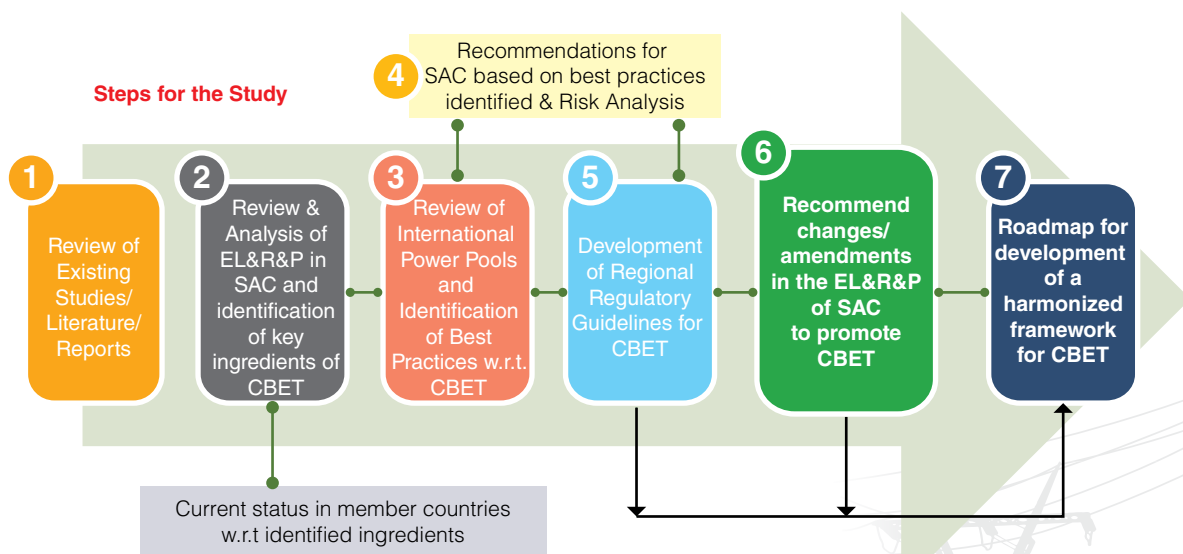 Steps for the Study
1
Review of
Existing
Studies/
Literature/
Reports
2
Review &
Analysis of
EL&R&P in
SAC and
identification
of key
ingredients of
CBET
Current status in member countries
w.r.t identified ingredients
3
Review of
International
Power Pools
and
Identification
of Best
Practices w.r.t.
CBET
4
Recommendations for
SAC based on best practices
identified & Risk Analysis
5
Development
of Regional
Regulatory
Guidelines for
CBET
6
Recommend
changes/
amendments
in the EL&R&P
of SAC
to promote
CBET
7
Roadmap for
development
of a
harmonized
framework
for CBET